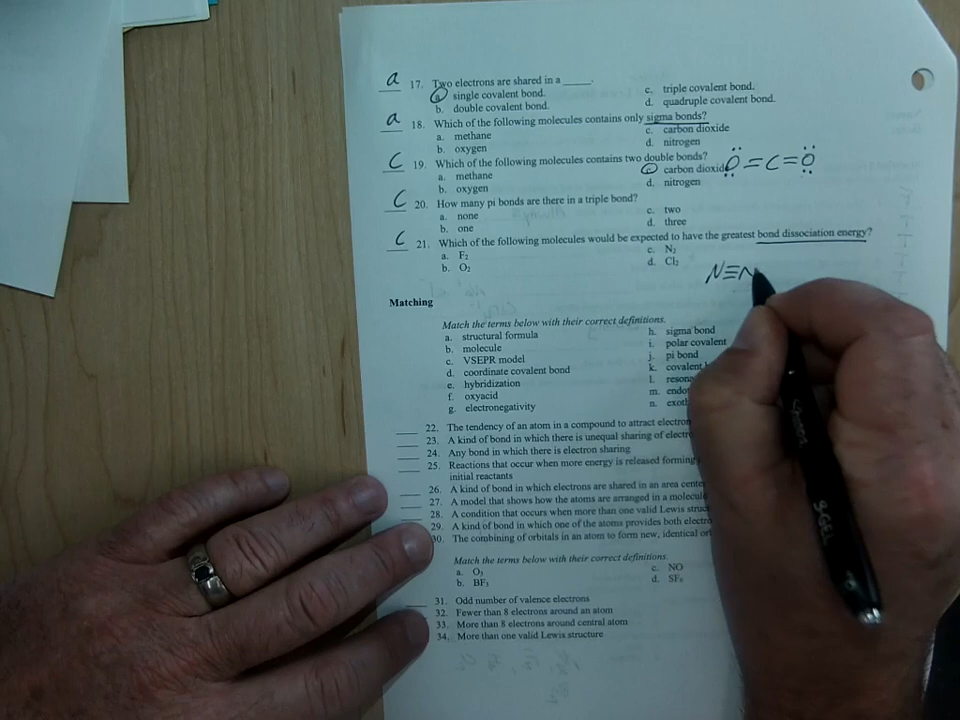 a 17. Two electrons are shared in a _____.
a. single covalent bond. c. triple covalent bond.
b. double covalent bond. d. quadruple covalent bond.
a 18. Which of the following molecules contains only sigma bonds?
a. methane c. carbon dioxide
b. oxygen d. nitrogen
C 19. Which of the following molecules contains two double bonds?
a. methane c. carbon dioxid O=C=O
b. oxygen d. nitrogen
C 20. How many pi bonds are there in a triple bond?
a. none c. two
b. one d. three
C 21. Which of the following molecules would be expected to have the greatest bond dissociation energy?
a. F₂ c. N₂
b. O₂ d. Cl₂
N≡N
Matching
Match the terms below with their correct definitions.
a. structural formula h. sigma bond
b. molecule i. polar covalent
c. VSEPR model j. pi bond
d. coordinate covalent bond k. covalent
e. hybridization l.
f. oxyacid m.
g. electronegativity n.
22. The tendency of an atom in a compound to attract electron
23. A kind of bond in which there is unequal sharing of electr
24. Any bond in which there is electron sharing
25. Reactions that occur when more energy is released forming
initial reactants
26. A kind of bond in which electrons are shared in an area cente
27. A model that shows how the atoms are arranged in a molecule
28. A condition that occurs when more than one valid Lewis struct
29. A kind of bond in which one of the atoms provides both electro
30. The combining of orbitals in an atom to form new, identical or
Match the terms below with their correct definitions.
a. O₃ c. NO
b. BF₃ d. SF₆
31. Odd number of valence electrons
32. Fewer than 8 electrons around an atom
33. More than 8 electrons around central atom
34. More than one valid Lewis structure